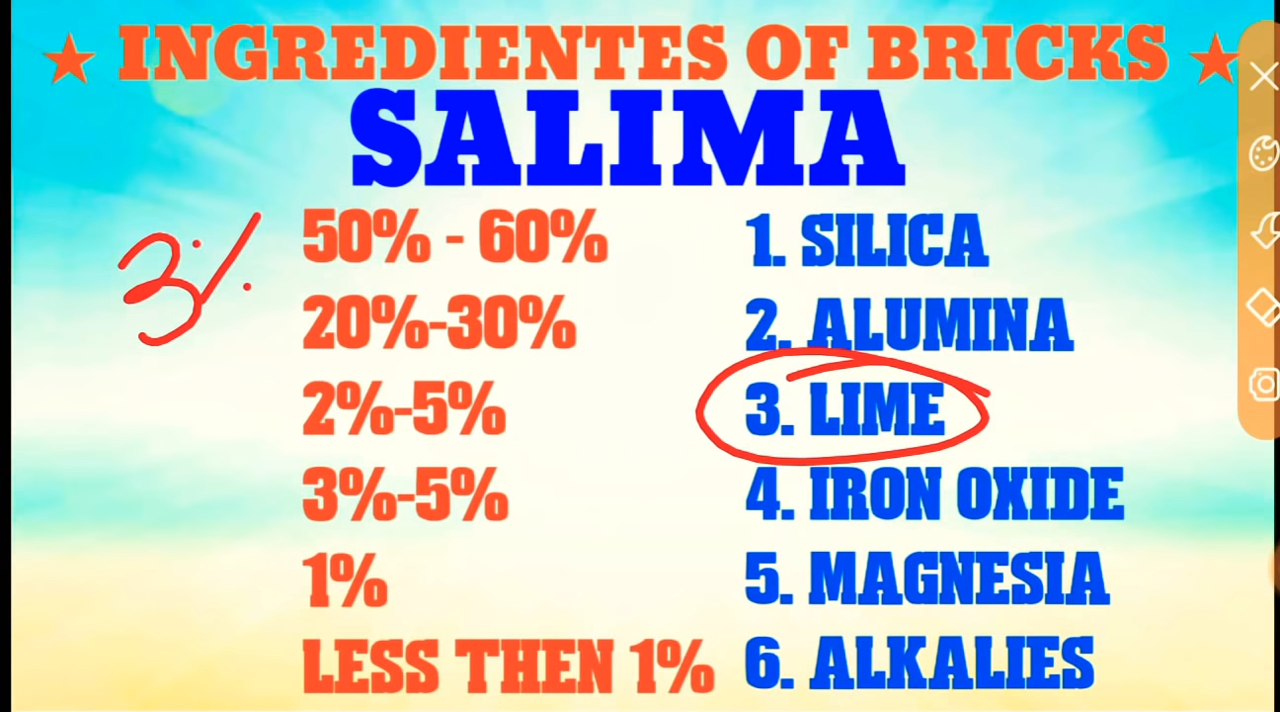 ★ INGREDIENTES OF BRICKS ★
SALIMA
3%
50% - 60% 1. SILICA
20%-30% 2. ALUMINA
2%-5% 3. LIME
3%-5% 4. IRON OXIDE
1% 5. MAGNESIA
LESS THEN 1% 6. ALKALIES